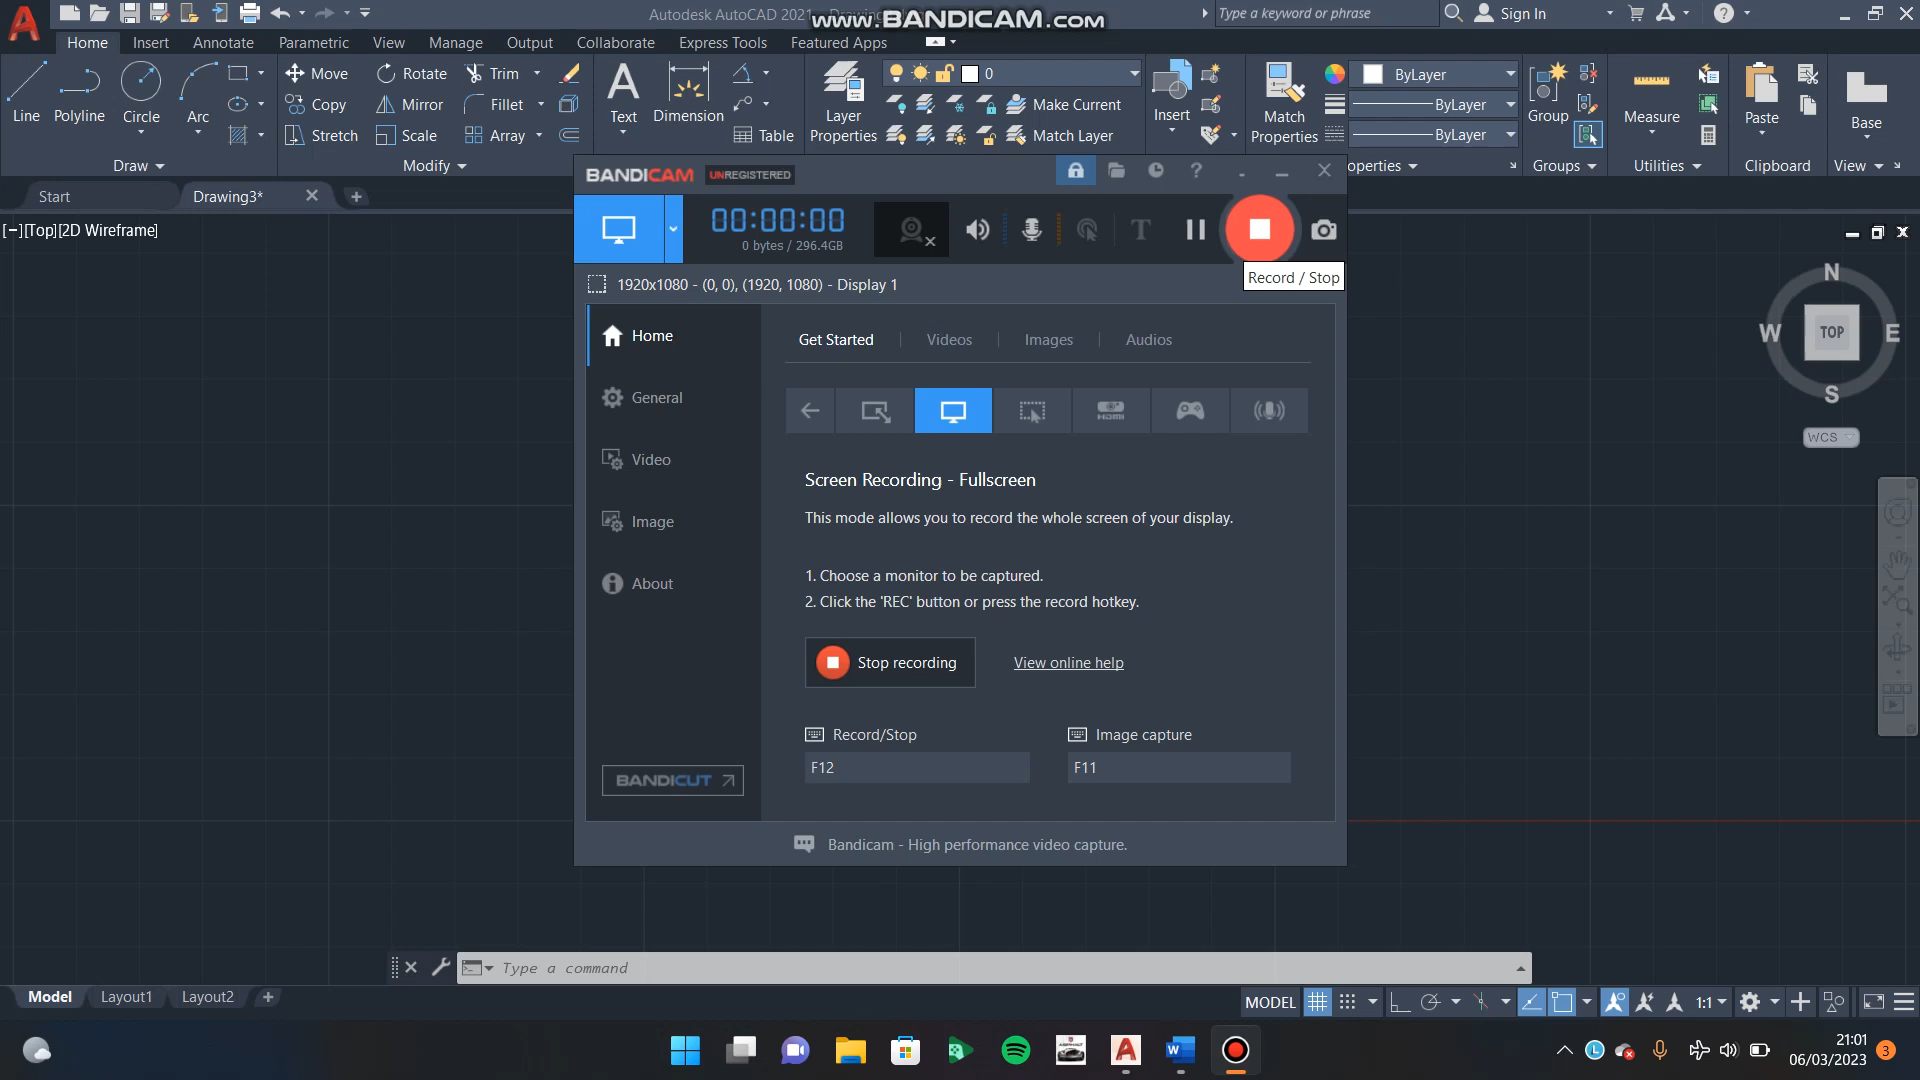 Autodesk AutoCAD 2021
www.BANDICAM.com
Type a keyword or phrase
Sign In
Home
Insert
Annotate
Parametric
View
Manage
Output
Collaborate
Express Tools
Featured Apps
Line
Polyline
Circle
Arc
Move
Rotate
Trim
Copy
Mirror
Fillet
Stretch
Scale
Array
Text
Dimension
Table
Layer
Properties
0
Make Current
Match Layer
Insert
Match
Properties
ByLayer
ByLayer
ByLayer
Group
Measure
Paste
Base
Draw
Modify
operties
Groups
Utilities
Clipboard
View
Start
Drawing3*
[−][Top][2D Wireframe]
BANDICAM UNREGISTERED
00:00:00
0 bytes / 296.4GB
T
Record / Stop
1920x1080 - (0, 0), (1920, 1080) - Display 1
Home
General
Video
Image
About
BANDICUT
Get Started
Videos
Images
Audios
HDMI
Screen Recording - Fullscreen
This mode allows you to record the whole screen of your display.
1. Choose a monitor to be captured.
2. Click the 'REC' button or press the record hotkey.
Stop recording
View online help
Record/Stop
Image capture
F12
F11
Bandicam - High performance video capture.
N
W
TOP
E
S
WCS
Type a command
Model
Layout1
Layout2
MODEL
1:1
21:01
06/03/2023
3